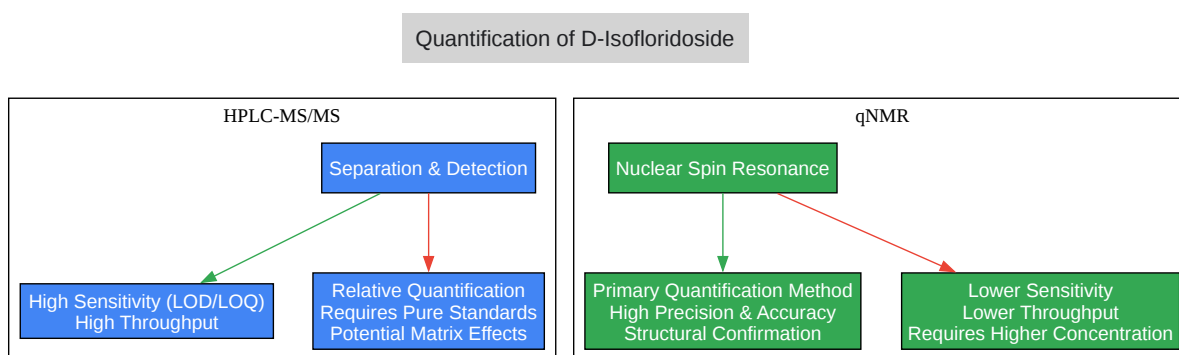 Quantification of D-Isofloridoside
HPLC-MS/MS
Separation & Detection
High Sensitivity (LOD/LOQ)
High Throughput
Relative Quantification
Requires Pure Standards
Potential Matrix Effects
qNMR
Nuclear Spin Resonance
Primary Quantification Method
High Precision & Accuracy
Structural Confirmation
Lower Sensitivity
Lower Throughput
Requires Higher Concentration